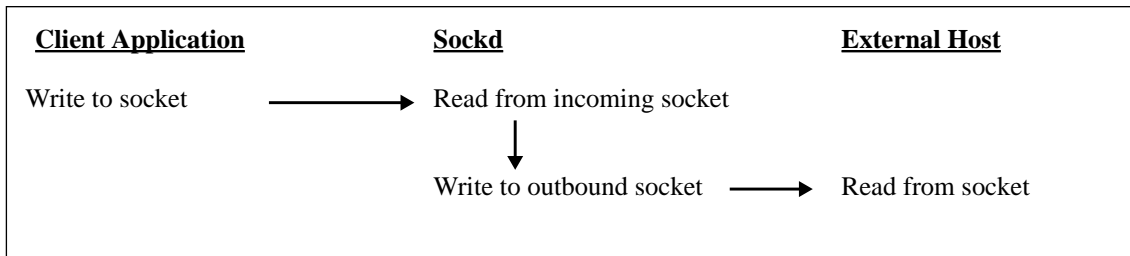 Client Application Sockd External Host
Write to socket Read from incoming socket
Write to outbound socket Read from socket